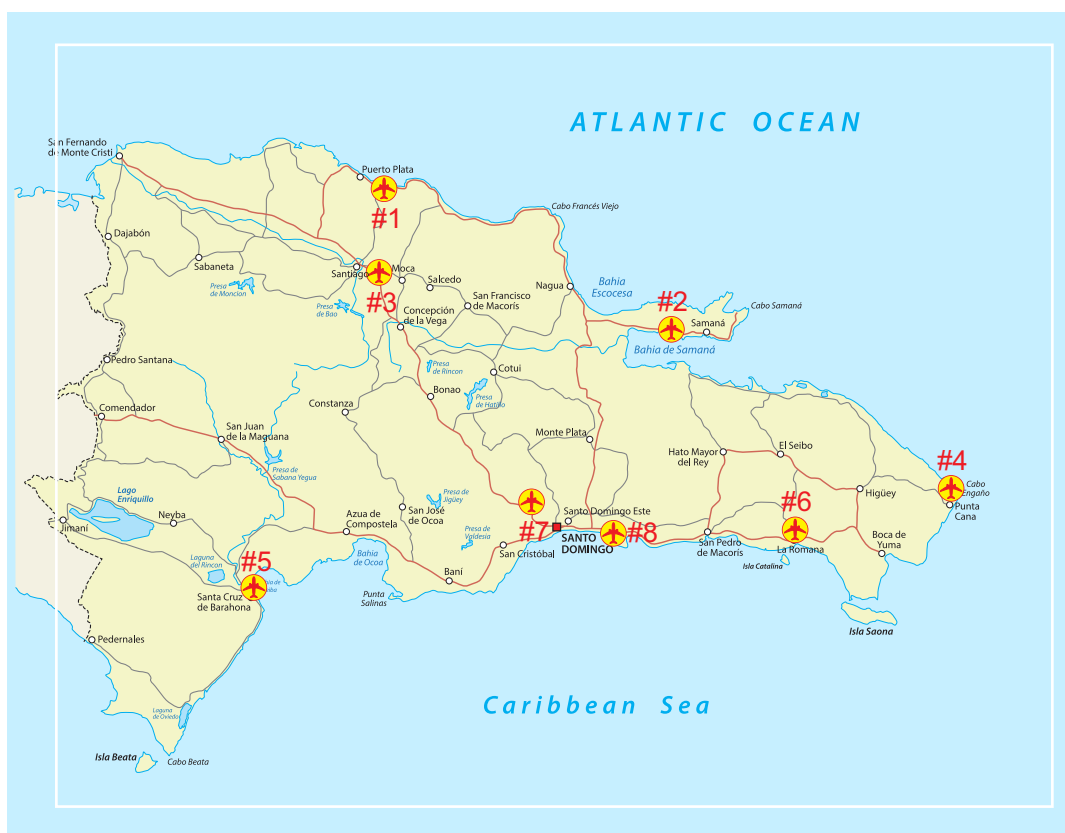 ATLANTIC OCEAN
San Fernando
de Monte Cristi
Puerto Plata
#1
Cabo Francés Viejo
Dajabón
Sabaneta
Santiago
Moca
Salcedo
Nagua
Bahia
Escocesa
#2
Cabo Samaná
Presa
de Moncion
Presa
de Bao
#3
San Francisco
de Macorís
Concepción
de la Vega
Samaná
Bahia de Samaná
Pedro Santana
Presa
de Rincon
Cotui
Bonao
Presa
de Hatillo
Comendador
Constanza
San Juan
de la Maguana
Monte Plata
Hato Mayor
del Rey
El Seibo
#4
Presa de
Sabana Yegua
Lago
Enriquillo
Presa de
Jigüey
Higüey
Cabo
Engaño
Punta
Cana
#6
Neyba
Jimaní
Azua de
Compostela
San José
de Ocoa
Santo Domingo Este
#7
SANTO
DOMINGO
#8
Presa de
Valdesia
San Cristóbal
San Pedro
de Macorís
La Romana
Boca de
Yuma
Isla Catalina
Laguna
del Rincon
#5
Bahia
de Ocoa
Baní
Santa Cruz
de Barahona
Punta
Salinas
Isla Saona
Pedernales
Laguna
de Oviedo
Caribbean Sea
Isla Beata
Cabo Beata